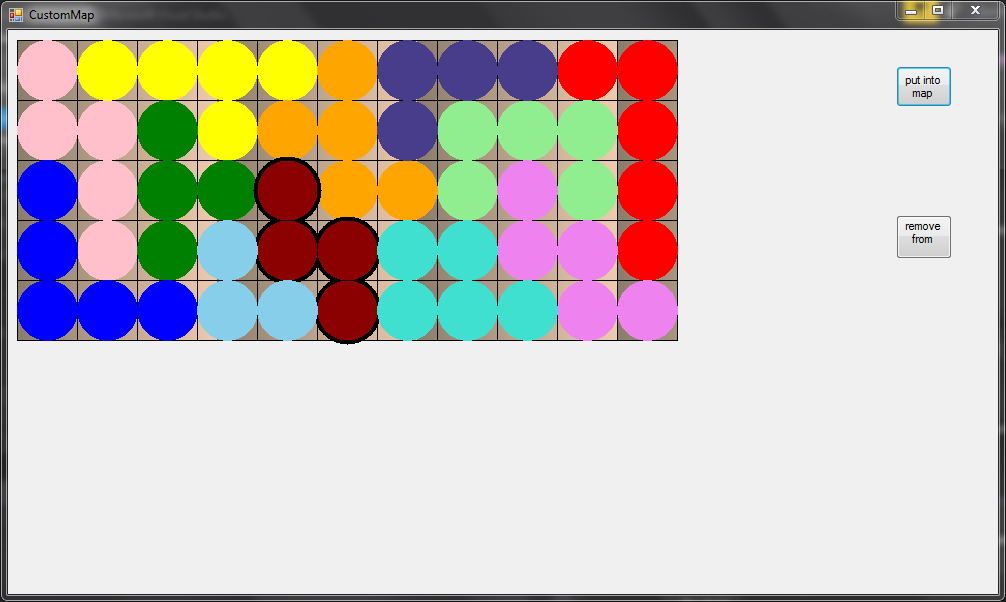 CustomMap
put into
map
remove
from